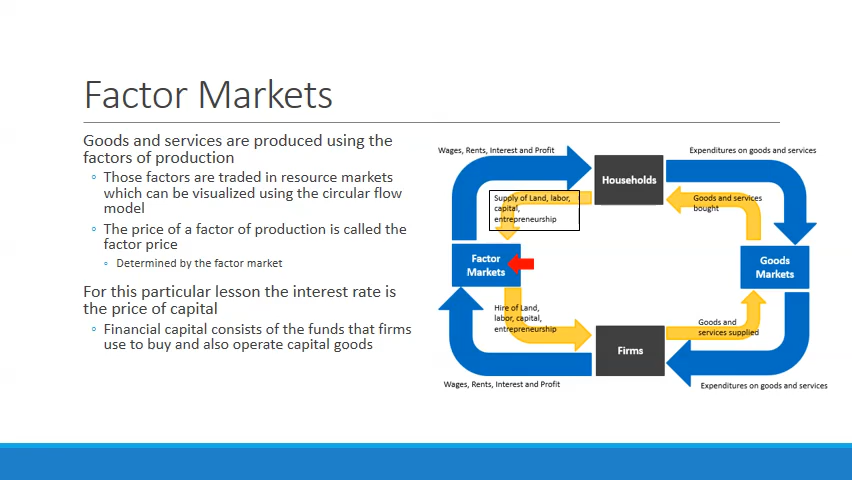 Factor Markets
Goods and services are produced using the
factors of production
Those factors are traded in resource markets
which can be visualized using the circular flow
model
The price of a factor of production is called the
factor price
Determined by the factor market
For this particular lesson the interest rate is
the price of capital
Financial capital consists of the funds that firms
use to buy and also operate capital goods
Wages, Rents, Interest and Profit
Expenditures on goods and services
Households
Supply of Land, labor,
capital,
entrepreneurship
Goods and services
bought
Factor
Markets
Goods
Markets
Hire of Land,
labor, capital,
entrepreneurship
Goods and
services supplied
Firms
Wages, Rents, Interest and Profit
Expenditures on goods and services